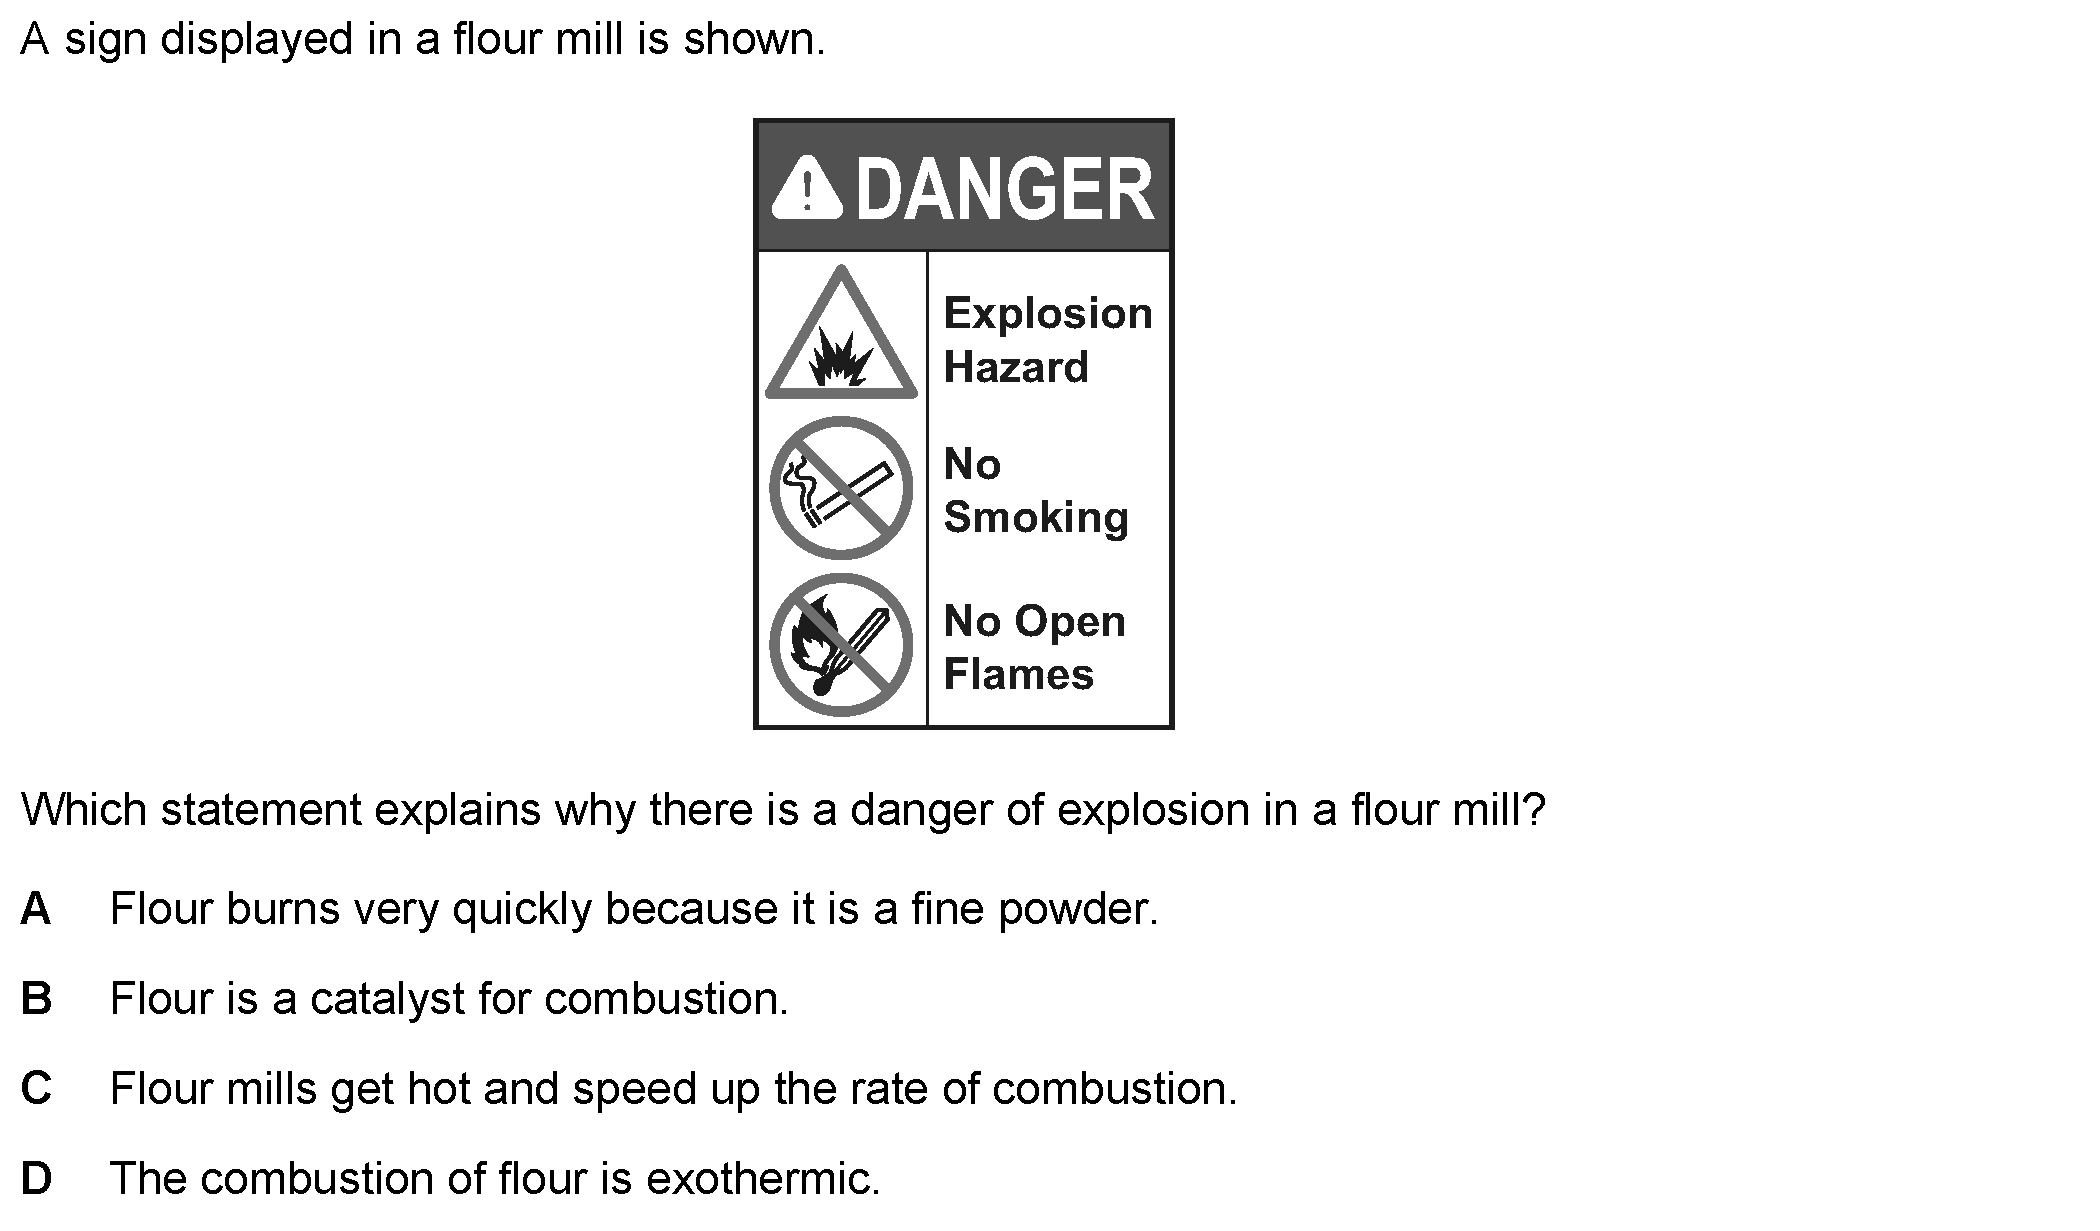 A sign displayed in a flour mill is shown.
DANGER
Explosion
Hazard
No
Smoking
No Open
Flames
Which statement explains why there is a danger of explosion in a flour mill?
A Flour burns very quickly because it is a fine powder.
B Flour is a catalyst for combustion.
C Flour mills get hot and speed up the rate of combustion.
D The combustion of flour is exothermic.